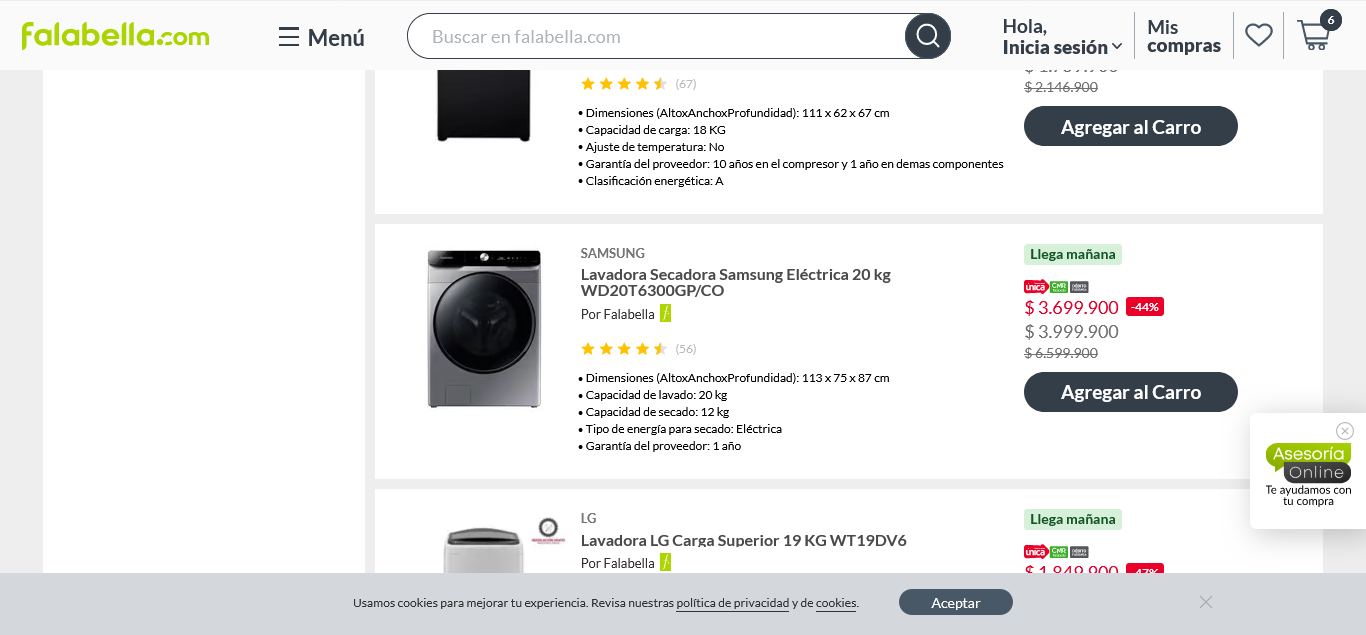 falabella.com
Menú
Buscar en falabella.com
Hola,
Inicia sesión
Mis
compras
6
(67)
• Dimensiones (AltoxAnchoxProfundidad): 111 x 62 x 67 cm
• Capacidad de carga: 18 KG
• Ajuste de temperatura: No
• Garantía del proveedor: 10 años en el compresor y 1 año en demas componentes
• Clasificación energética: A
$ 2.146.900
Agregar al Carro
SAMSUNG
Lavadora Secadora Samsung Eléctrica 20 kg
WD20T6300GP/CO
Por Falabella
(56)
• Dimensiones (AltoxAnchoxProfundidad): 113 x 75 x 87 cm
• Capacidad de lavado: 20 kg
• Capacidad de secado: 12 kg
• Tipo de energía para secado: Eléctrica
• Garantía del proveedor: 1 año
Llega mañana
única CMR
$ 3.699.900 -44%
$ 3.999.900
$ 6.599.900
Agregar al Carro
Asesoría
Online
Te ayudamos con
tu compra
LG
Lavadora LG Carga Superior 19 KG WT19DV6
Por Falabella
Llega mañana
única CMR
$ 1.849.900 -47%
Usamos cookies para mejorar tu experiencia. Revisa nuestras política de privacidad y de cookies.
Aceptar